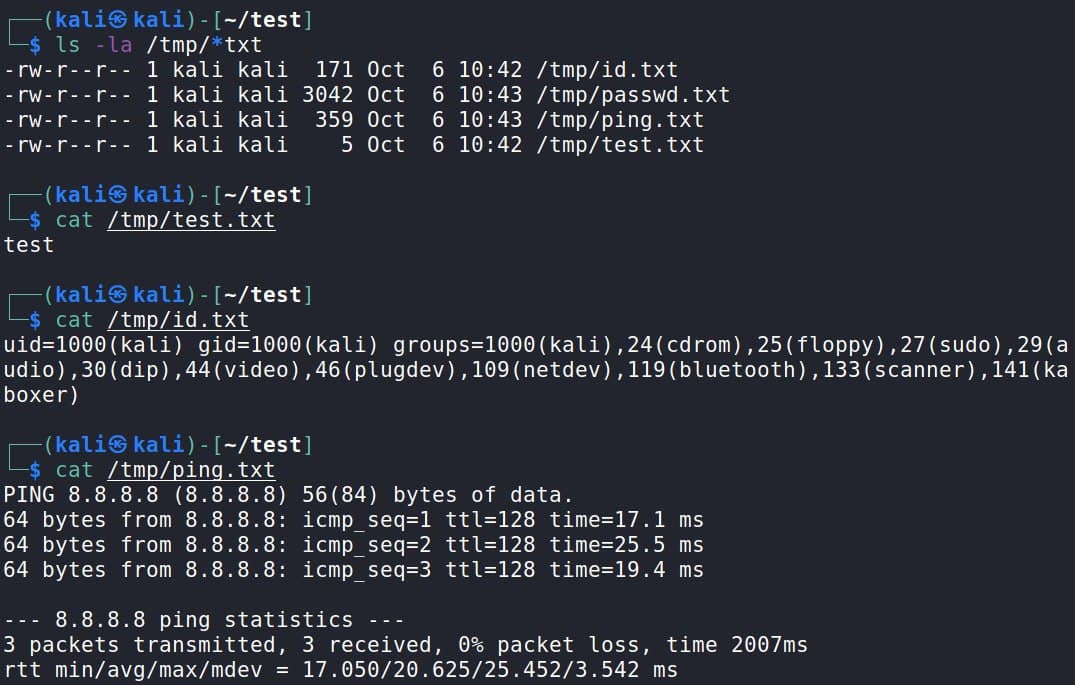 ┌──(kali㉿kali)-[~/test]
└─$ ls -la /tmp/*txt
-rw-r--r-- 1 kali kali  171 Oct  6 10:42 /tmp/id.txt
-rw-r--r-- 1 kali kali 3042 Oct  6 10:43 /tmp/passwd.txt
-rw-r--r-- 1 kali kali  359 Oct  6 10:43 /tmp/ping.txt
-rw-r--r-- 1 kali kali    5 Oct  6 10:42 /tmp/test.txt

┌──(kali㉿kali)-[~/test]
└─$ cat /tmp/test.txt
test

┌──(kali㉿kali)-[~/test]
└─$ cat /tmp/id.txt
uid=1000(kali) gid=1000(kali) groups=1000(kali),24(cdrom),25(floppy),27(sudo),29(a
udio),30(dip),44(video),46(plugdev),109(netdev),119(bluetooth),133(scanner),141(ka
boxer)

┌──(kali㉿kali)-[~/test]
└─$ cat /tmp/ping.txt
PING 8.8.8.8 (8.8.8.8) 56(84) bytes of data.
64 bytes from 8.8.8.8: icmp_seq=1 ttl=128 time=17.1 ms
64 bytes from 8.8.8.8: icmp_seq=2 ttl=128 time=25.5 ms
64 bytes from 8.8.8.8: icmp_seq=3 ttl=128 time=19.4 ms

--- 8.8.8.8 ping statistics ---
3 packets transmitted, 3 received, 0% packet loss, time 2007ms
rtt min/avg/max/mdev = 17.050/20.625/25.452/3.542 ms